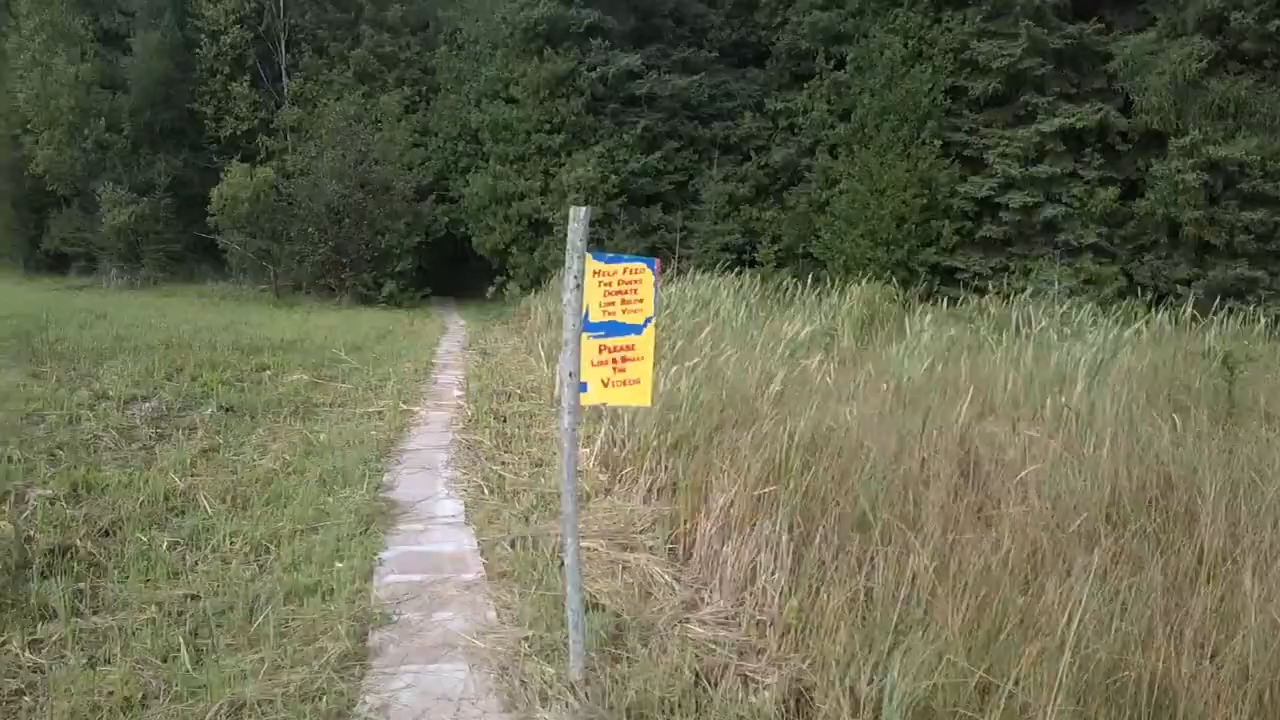 HELP FEED
THE DUCKS
DONATE
LINK BELOW
THE VIDEO
PLEASE
LIKE & SHARE
THE
VIDEOS